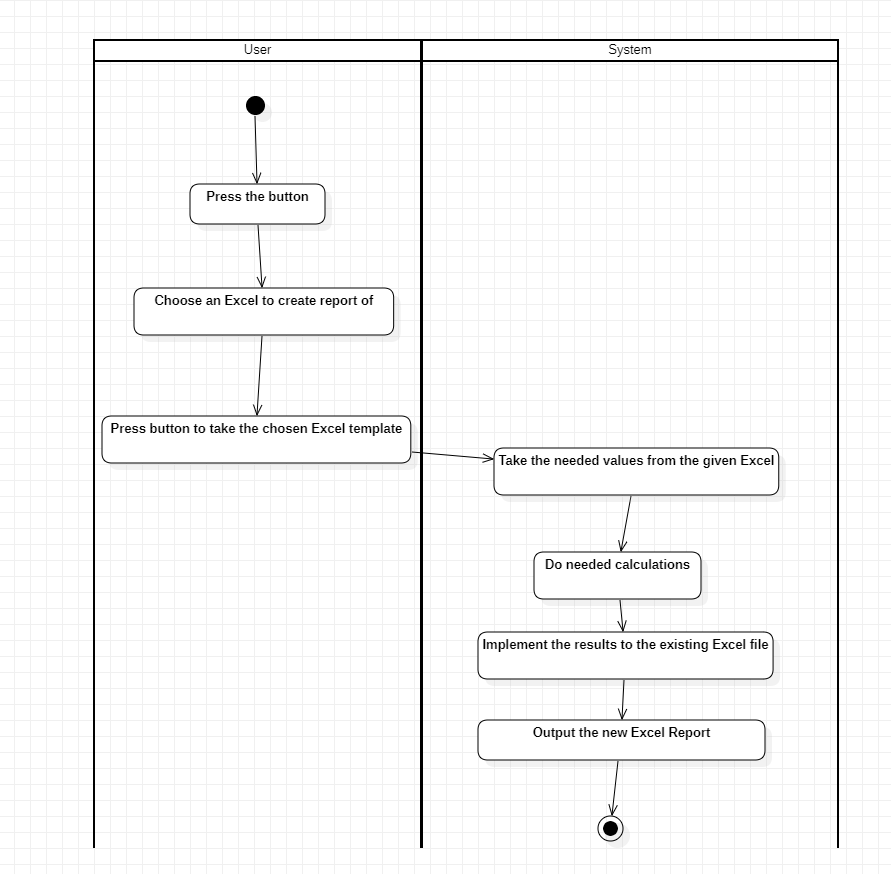 User
System
Press the button
Choose an Excel to create report of
Press button to take the chosen Excel template
Take the needed values from the given Excel
Do needed calculations
Implement the results to the existing Excel file
Output the new Excel Report